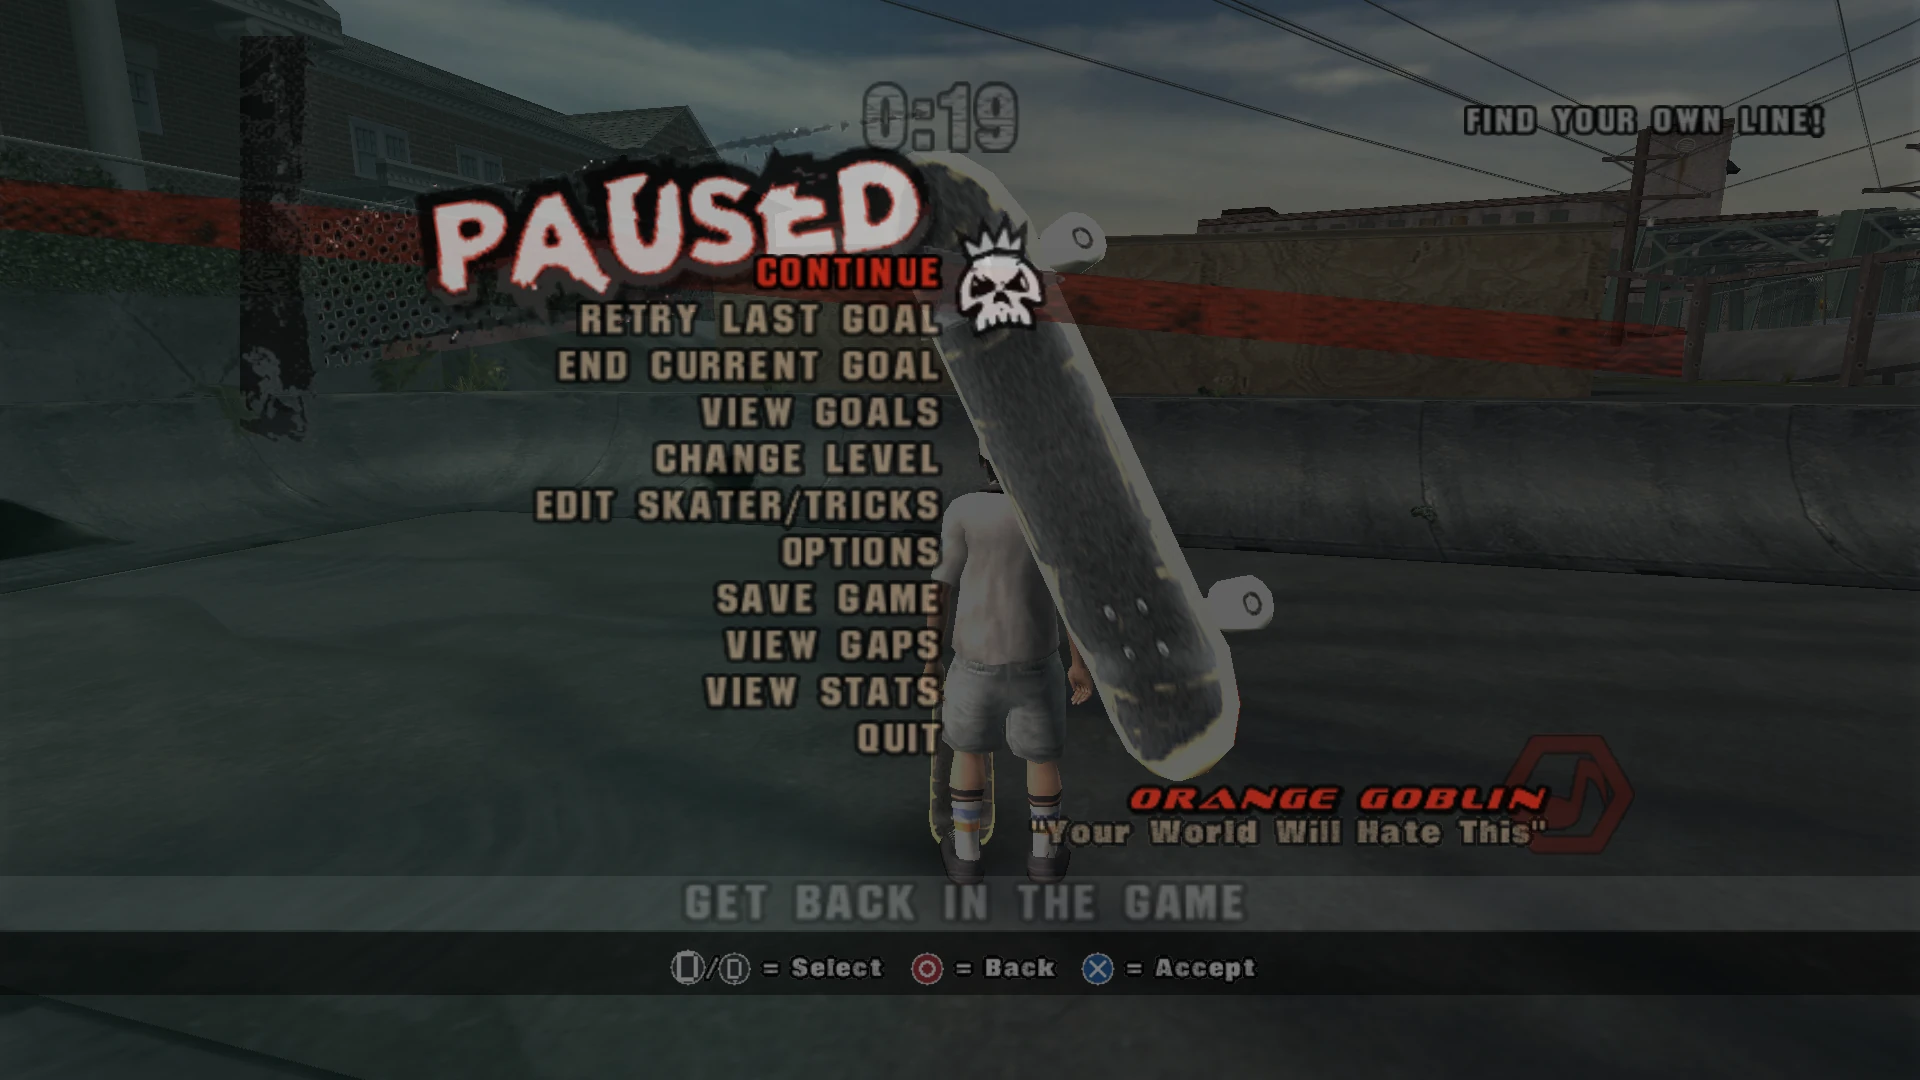 0:19
FIND YOUR OWN LINE!
PAUSED
CONTINUE
RETRY LAST GOAL
END CURRENT GOAL
VIEW GOALS
CHANGE LEVEL
EDIT SKATER/TRICKS
OPTIONS
SAVE GAME
VIEW GAPS
VIEW STATS
QUIT
ORANGE GOBLIN
"Your World Will Hate This"
GET BACK IN THE GAME
/D = Select = Back = Accept